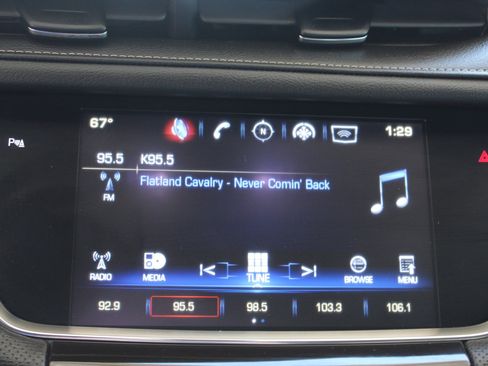 67°
N
1:29
95.5 K95.5
Flatland Cavalry - Never Comin' Back
FM
RADIO MEDIA TUNE BROWSE MENU
92.9 95.5 98.5 103.3 106.1